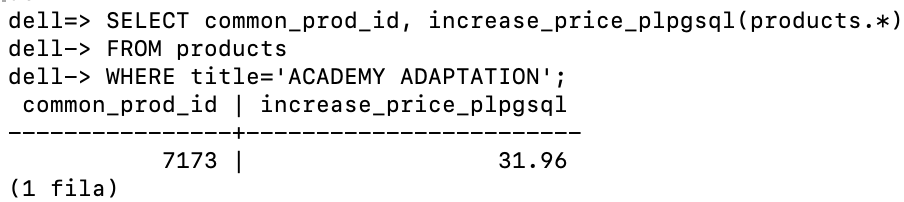 dell=> SELECT common_prod_id, increase_price_plpgsql(products.*)
dell-> FROM products
dell-> WHERE title='ACADEMY ADAPTATION';
 common_prod_id | increase_price_plpgsql
----------------+------------------------
           7173 |                  31.96
(1 fila)